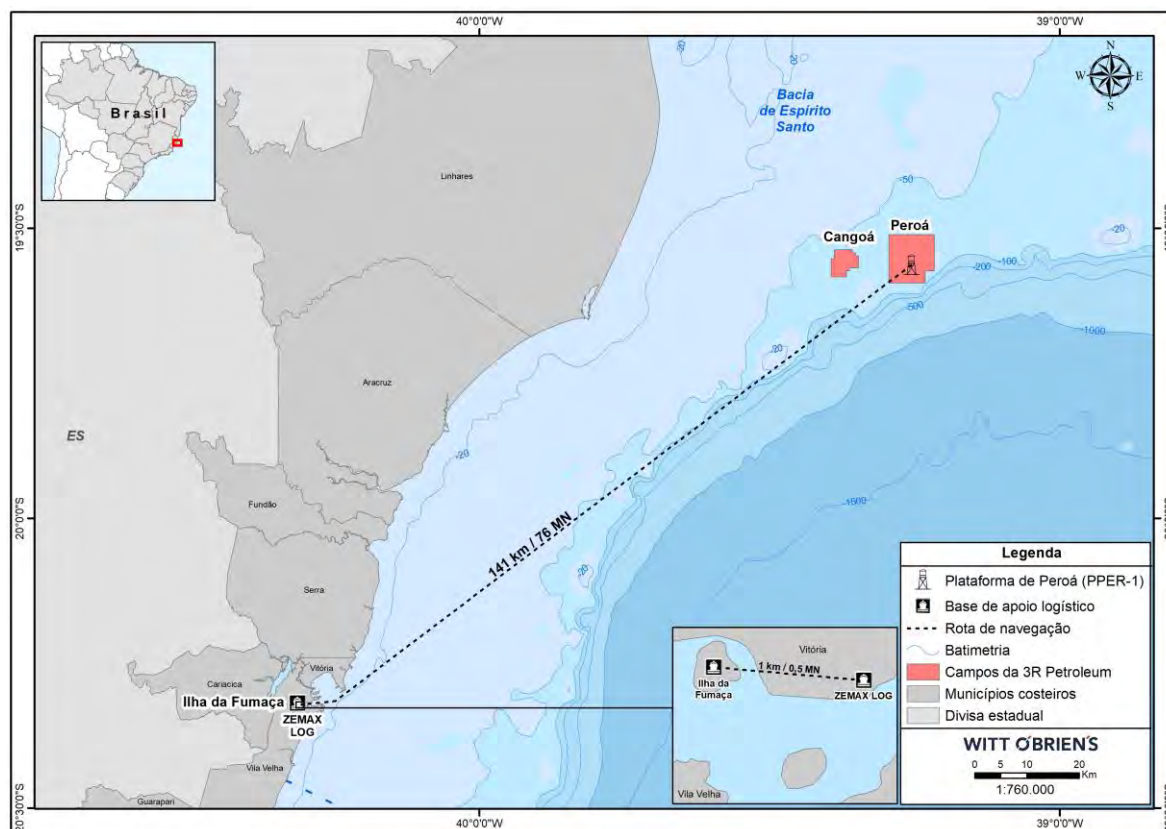 40°0'0"W
39°0'0"W
N
W
E
S
Brasil
Bacia
de Espírito
Santo
-20
-20
-50
Linhares
19°30'0"S
Cangoá
Peroá
-20
-100
-200
-500
-1000
-20
Aracruz
ES
-20
Fundão
-1500
20°0'0"S
141 km / 76 MN
-20
Serra
Vitória
Cariacica
Ilha da Fumaça
ZEMAX
LOG
Vila Velha
Guarapari
20°30'0"S
Vitória
1 km / 0,5 MN
Ilha da
Fumaça
ZEMAX LOG
Vila Velha
Legenda
Plataforma de Peroá (PPER-1)
Base de apoio logístico
Rota de navegação
Batimetria
Campos da 3R Petroleum
Municípios costeiros
Divisa estadual
WITT O'BRIEN'S
0 5 10 20
Km
1:760.000
40°0'0"W
39°0'0"W